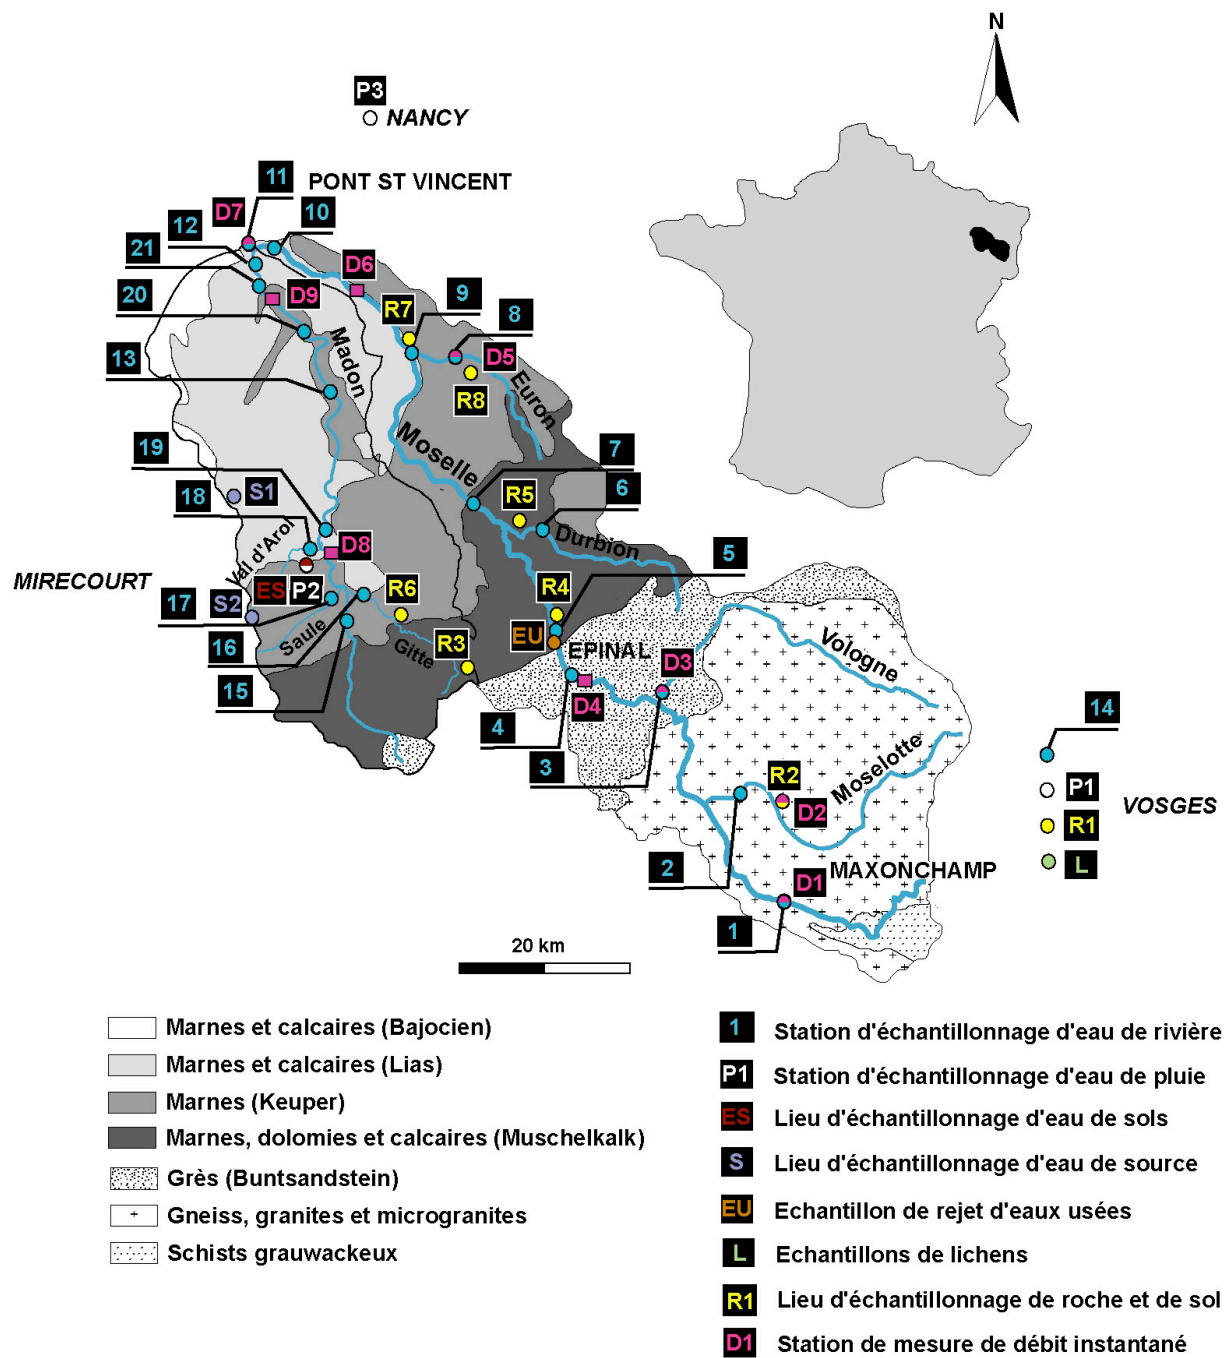 N
P3
NANCY
11
PONT ST VINCENT
D7
10
12
21
D6
20
D9
R7
9
8
D5
13
Madon
R8
Euron
Moselle
19
7
S1
R5
6
18
Val d'Arol
D8
Durbion
5
MIRECOURT
ES
P2
R6
R4
17
S2
Saule
EU
16
Gitte
R3
EPINAL
D3
Vologne
15
D4
14
4
3
R2
D2
Moselotte
P1
VOSGES
R1
2
MAXONCHAMP
L
D1
1
20 km
Marnes et calcaires (Bajocien)
Marnes et calcaires (Lias)
Marnes (Keuper)
Marnes, dolomies et calcaires (Muschelkalk)
Grès (Buntsandstein)
Gneiss, granites et microgranites
Schists grauwackeux
1 Station d'échantillonnage d'eau de rivière
P1 Station d'échantillonnage d'eau de pluie
ES Lieu d'échantillonnage d'eau de sols
S Lieu d'échantillonnage d'eau de source
EU Echantillon de rejet d'eaux usées
L Echantillons de lichens
R1 Lieu d'échantillonnage de roche et de sol
D1 Station de mesure de débit instantané